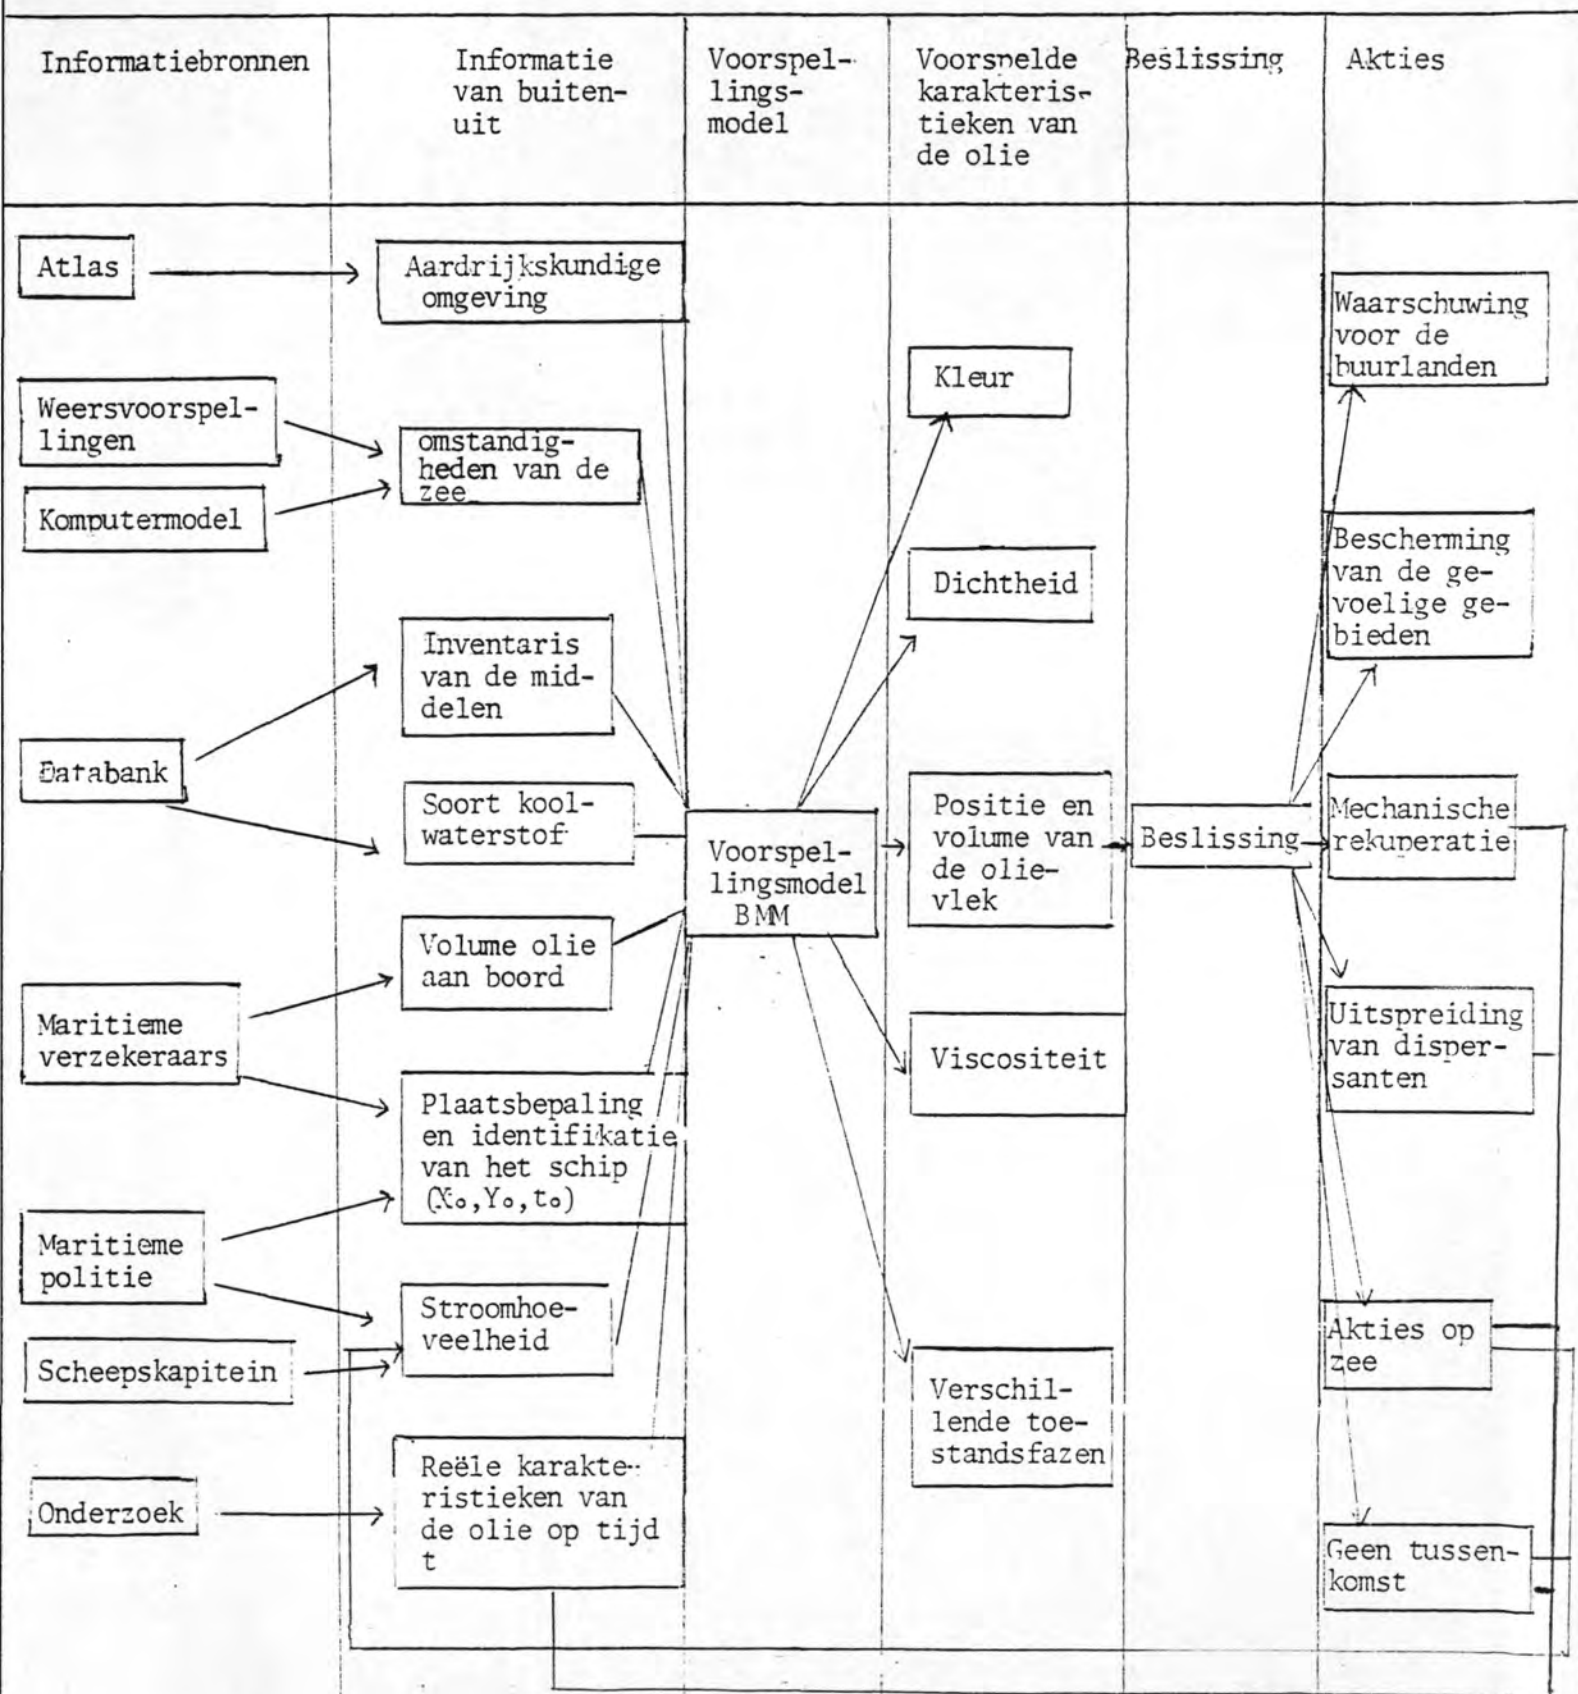 Informatiebronnen
Informatie
van buiten-
uit
Voorspel-
lings-
model
Voorspelde
karakteris-
tieken van
de olie
Beslissing
Akties
Atlas
Weersvoorspel-
lingen
Komputermodel
Databank
Maritieme
verzekeraars
Maritieme
politie
Scheepskapitein
Onderzoek
Aardrijkskundige
omgeving
omstandig-
heden van de
zee
Inventaris
van de mid-
delen
Soort kool-
waterstof
Volume olie
aan boord
Plaatsbepaling
en identifikatie
van het schip
(X₀,Y₀,t₀)
Stroomhoe-
veelheid
Reële karakte-
ristieken van
de olie op tijd
t
Voorspel-
lingsmodel
BMM
Kleur
Dichtheid
Positie en
volume van
de olie-
vlek
Viscositeit
Verschil-
lende toe-
standsfazen
Beslissing
Waarschuwing
voor de
buurlanden
Bescherming
van de ge-
voelige ge-
bieden
Mechanische
rekuperatie
Uitspreiding
van disper-
santen
Akties op
zee
Geen tussen-
komst